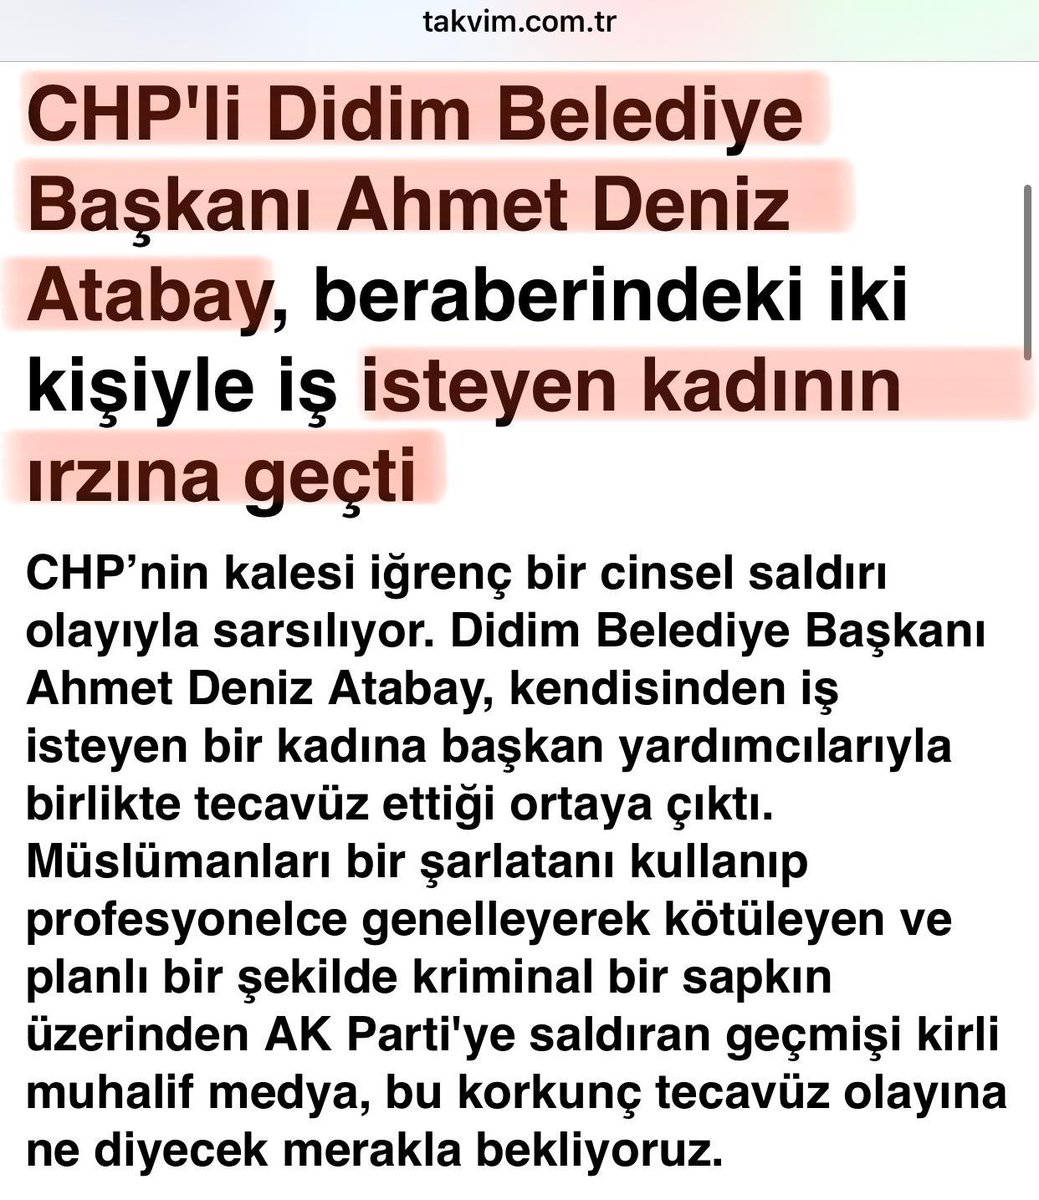 takvim.com.tr
CHP'li Didim Belediye
Başkanı Ahmet Deniz
Atabay, beraberindeki iki
kişiyle iş isteyen kadının
ırzına geçti
CHP’nin kalesi iğrenç bir cinsel saldırı
olayıyla sarsılıyor. Didim Belediye Başkanı
Ahmet Deniz Atabay, kendisinden iş
isteyen bir kadına başkan yardımcılarıyla
birlikte tecavüz ettiği ortaya çıktı.
Müslümanları bir şarlatanı kullanıp
profesyonelce genelleyerek kötüleyen ve
planlı bir şekilde kriminal bir sapkın
üzerinden AK Parti'ye saldıran geçmişi kirli
muhalif medya, bu korkunç tecavüz olayına
ne diyecek merakla bekliyoruz.